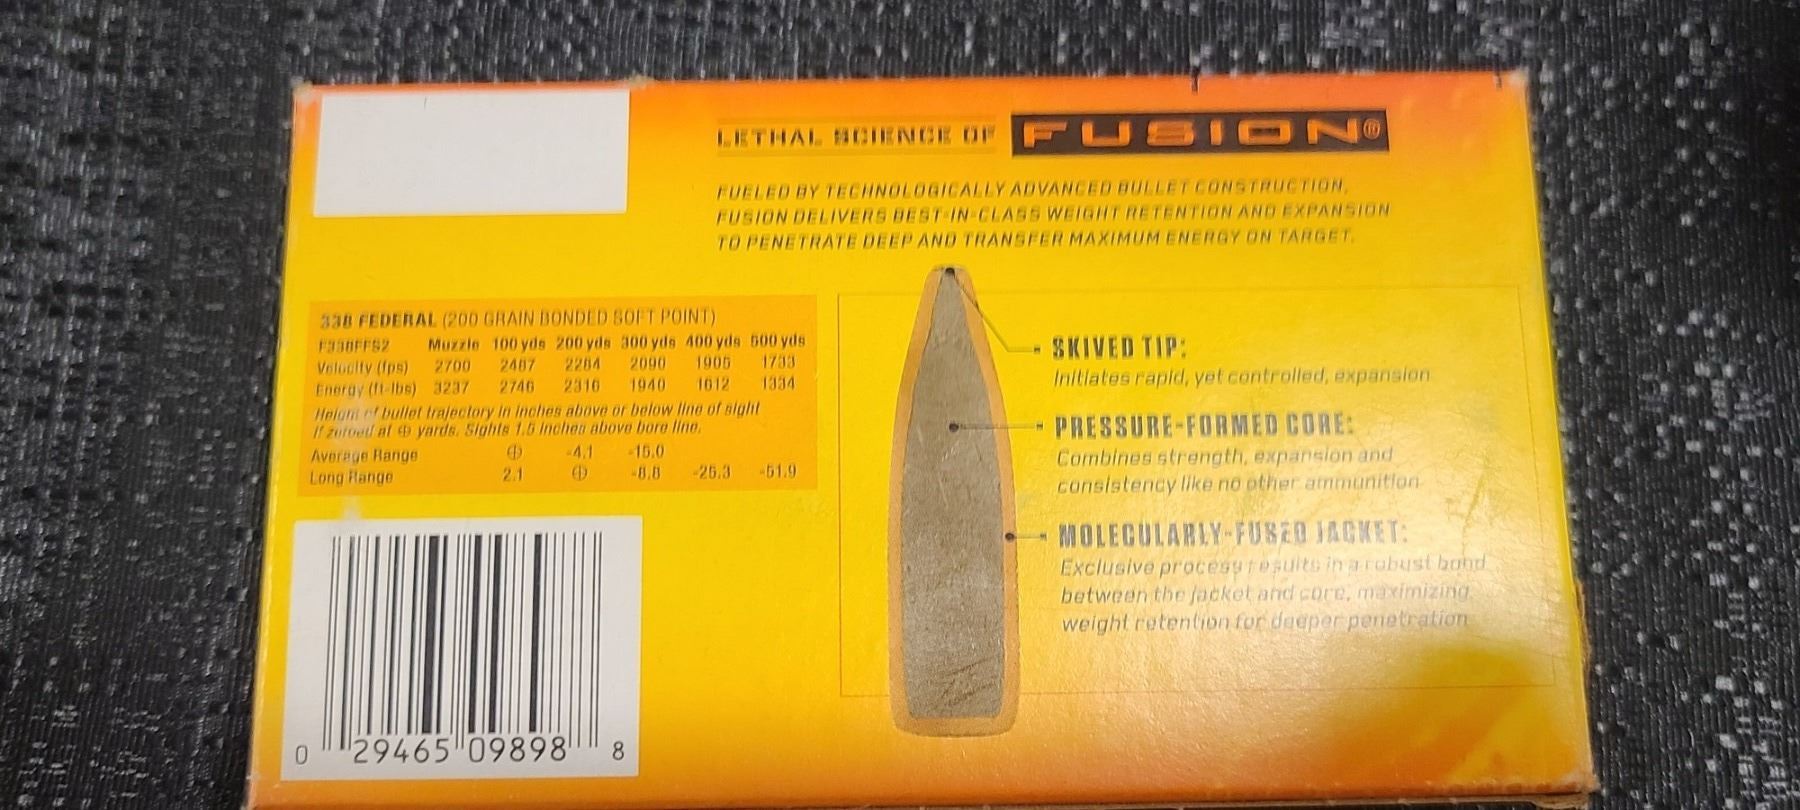 LETHAL SCIENCE OF FUSION®
FUELED BY TECHNOLOGICALLY ADVANCED BULLET CONSTRUCTION,
FUSION DELIVERS BEST-IN-CLASS WEIGHT RETENTION AND EXPANSION
TO PENETRATE DEEP AND TRANSFER MAXIMUM ENERGY ON TARGET.
338 FEDERAL (200 GRAIN BONDED SOFT POINT)
F338FFS2 Muzzle 100 yds 200 yds 300 yds 400 yds 500 yds
Velocity (fps) 2700 2487 2284 2090 1905 1733
Energy (ft-lbs) 3237 2746 2316 1940 1612 1334
Height of bullet trajectory in inches above or below line of sight
if zeroed at ⊕ yards. Sights 1.5 inches above bore line.
Average Range ⊕ -4.1 -15.0
Long Range 2.1 ⊕ -8.8 -25.3 -51.9
SKIVED TIP:
Initiates rapid, yet controlled, expansion
PRESSURE-FORMED CORE:
Combines strength, expansion and
consistency like no other ammunition
MOLECULARLY-FUSED JACKET:
Exclusive process results in a robust bond
between the jacket and core, maximizing
weight retention for deeper penetration
0 29465 09898 8